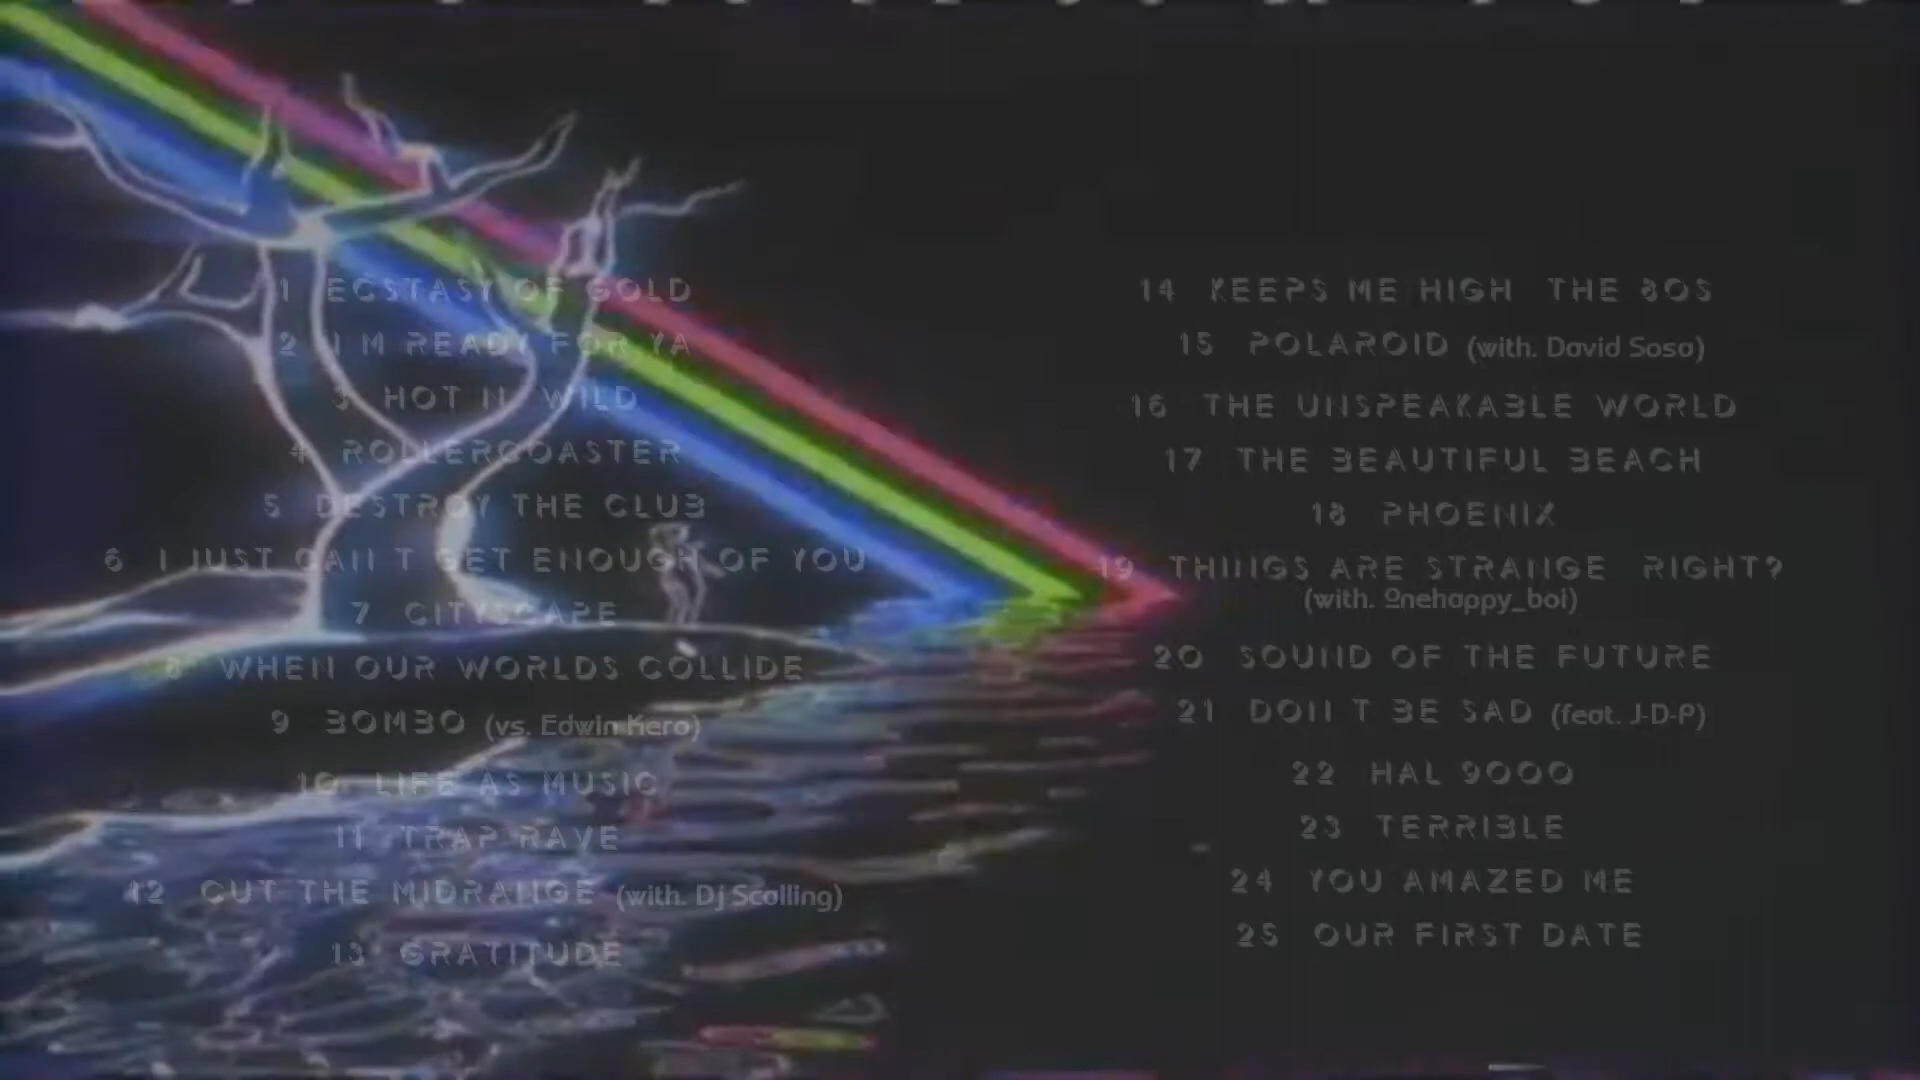 1 ECSTASY OF GOLD
2 I M READY FOR YA
3 HOT N WILD
4 ROLLERCOASTER
5 DESTROY THE CLUB
6 I JUST CAN T GET ENOUGH OF YOU
7 CITYSCAPE
8 WHEN OUR WORLDS COLLIDE
9 BOMBO (vs. Edwin Kero)
10 LIFE AS MUSIC
11 TRAP RAVE
12 CUT THE MIDRANGE (with. Dj Scalling)
13 GRATITUDE
14 KEEPS ME HIGH THE 80S
15 POLAROID (with. David Sosa)
16 THE UNSPEAKABLE WORLD
17 THE BEAUTIFUL BEACH
18 PHOENIX
19 THINGS ARE STRANGE RIGHT?
(with. Onehappy_boi)
20 SOUND OF THE FUTURE
21 DON T BE SAD (feat. J-D-P)
22 HAL 9000
23 TERRIBLE
24 YOU AMAZED ME
25 OUR FIRST DATE